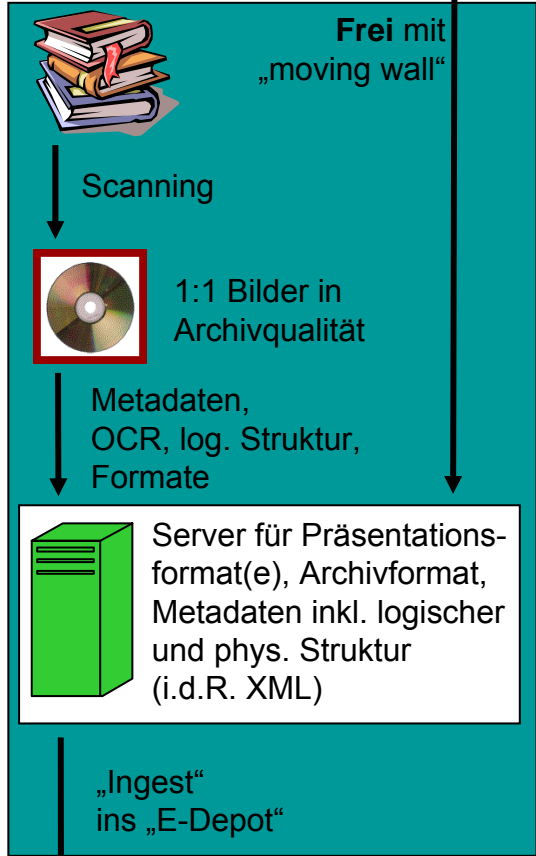 Frei mit
„moving wall“
Scanning
1:1 Bilder in
Archivqualität
Metadaten,
OCR, log. Struktur,
Formate
Server für Präsentations-
format(e), Archivformat,
Metadaten inkl. logischer
und phys. Struktur
(i.d.R. XML)
„Ingest“
ins „E-Depot“